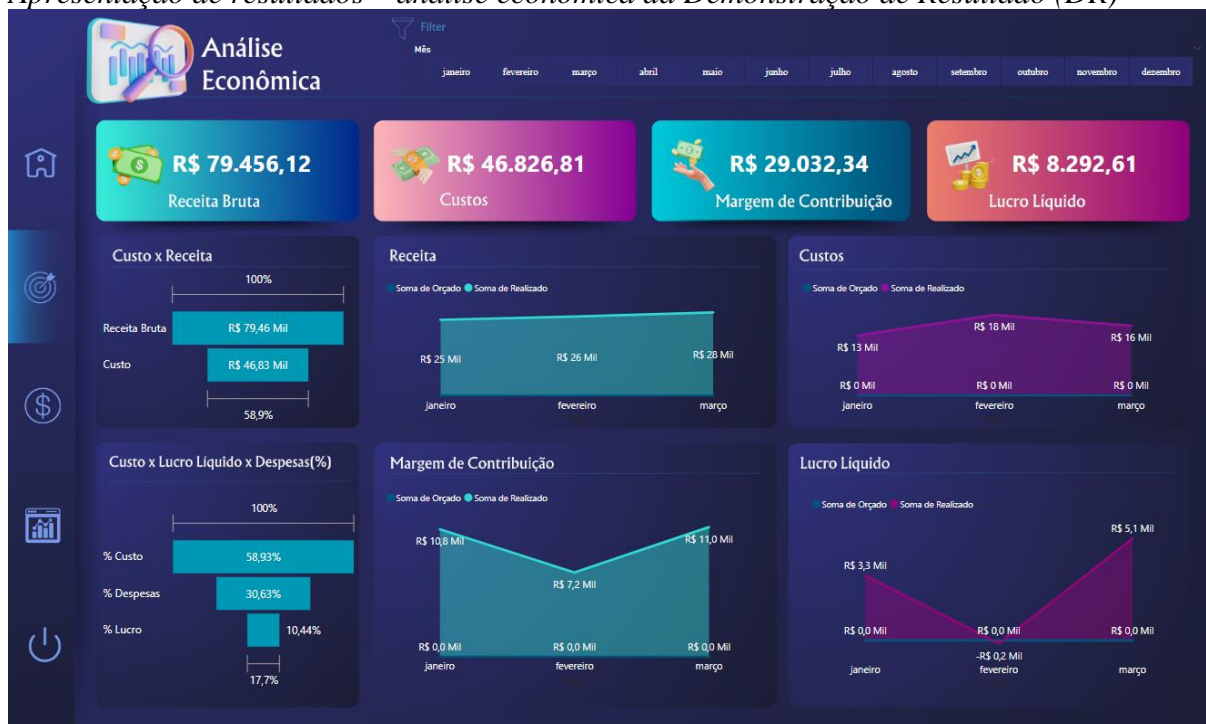 Apresentação de resultados – análise econômica da Demonstração de Resultado (DR)
Análise
Econômica
Filter
Mês
janeiro fevereiro março abril maio junho julho agosto setembro outubro novembro dezembro
R$ 79.456,12
Receita Bruta
R$ 46.826,81
Custos
R$ 29.032,34
Margem de Contribuição
R$ 8.292,61
Lucro Líquido
Custo x Receita
100%
Receita Bruta R$ 79,46 Mil
Custo R$ 46,83 Mil
58,9%
Receita
Soma de Orçado Soma de Realizado
R$ 25 Mil R$ 26 Mil R$ 28 Mil
janeiro fevereiro março
Custos
Soma de Orçado Soma de Realizado
R$ 13 Mil R$ 18 Mil R$ 16 Mil
R$ 0 Mil R$ 0 Mil R$ 0 Mil
janeiro fevereiro março
Custo x Lucro Líquido x Despesas(%)
100%
% Custo 58,93%
% Despesas 30,63%
% Lucro 10,44%
17,7%
Margem de Contribuição
Soma de Orçado Soma de Realizado
R$ 10,8 Mil R$ 7,2 Mil R$ 11,0 Mil
R$ 0,0 Mil R$ 0,0 Mil R$ 0,0 Mil
janeiro fevereiro março
Lucro Líquido
Soma de Orçado Soma de Realizado
R$ 3,3 Mil R$ 5,1 Mil
R$ 0,0 Mil R$ 0,0 Mil R$ 0,0 Mil
-R$ 0,2 Mil
janeiro fevereiro março